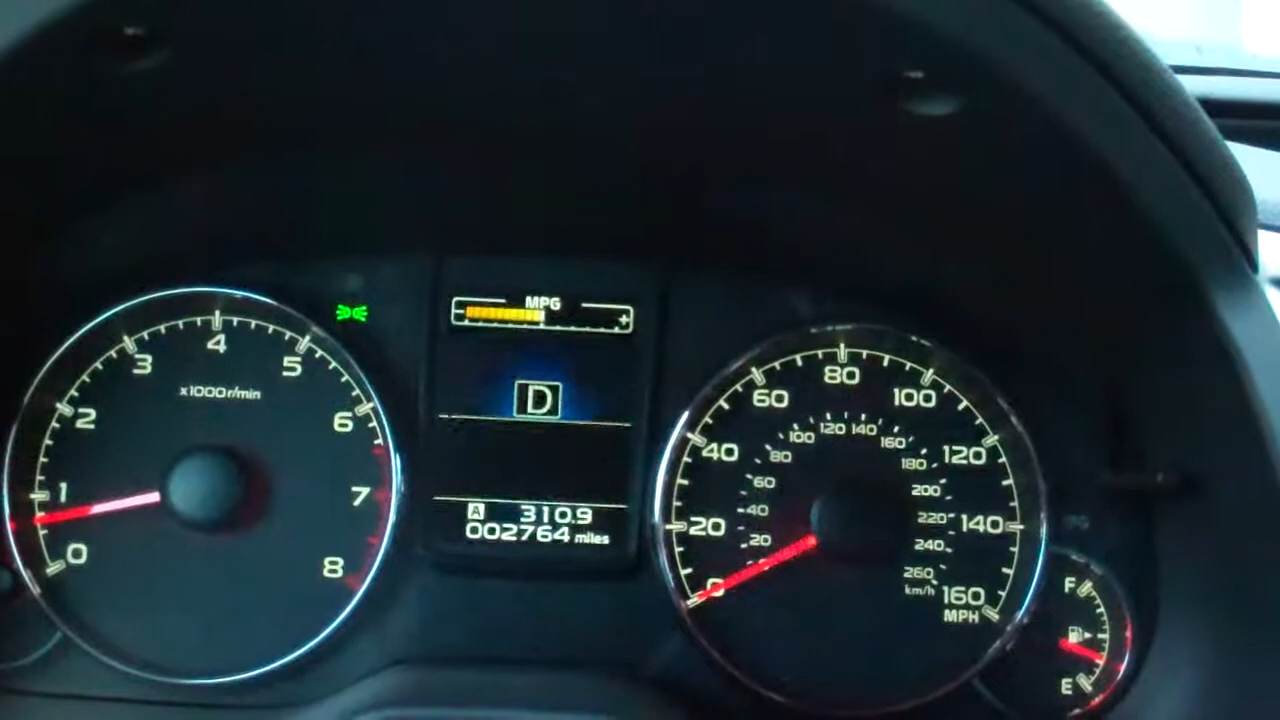 MPG
- +
D
A 310.9
002764 miles
0 1 2 3 4 5 6 7 8
x1000r/min
0 20 40 60 80 100 120 140 160
MPH
20 40 60 80 100 120 140 160 180 200 220 240 260
km/h
F
E